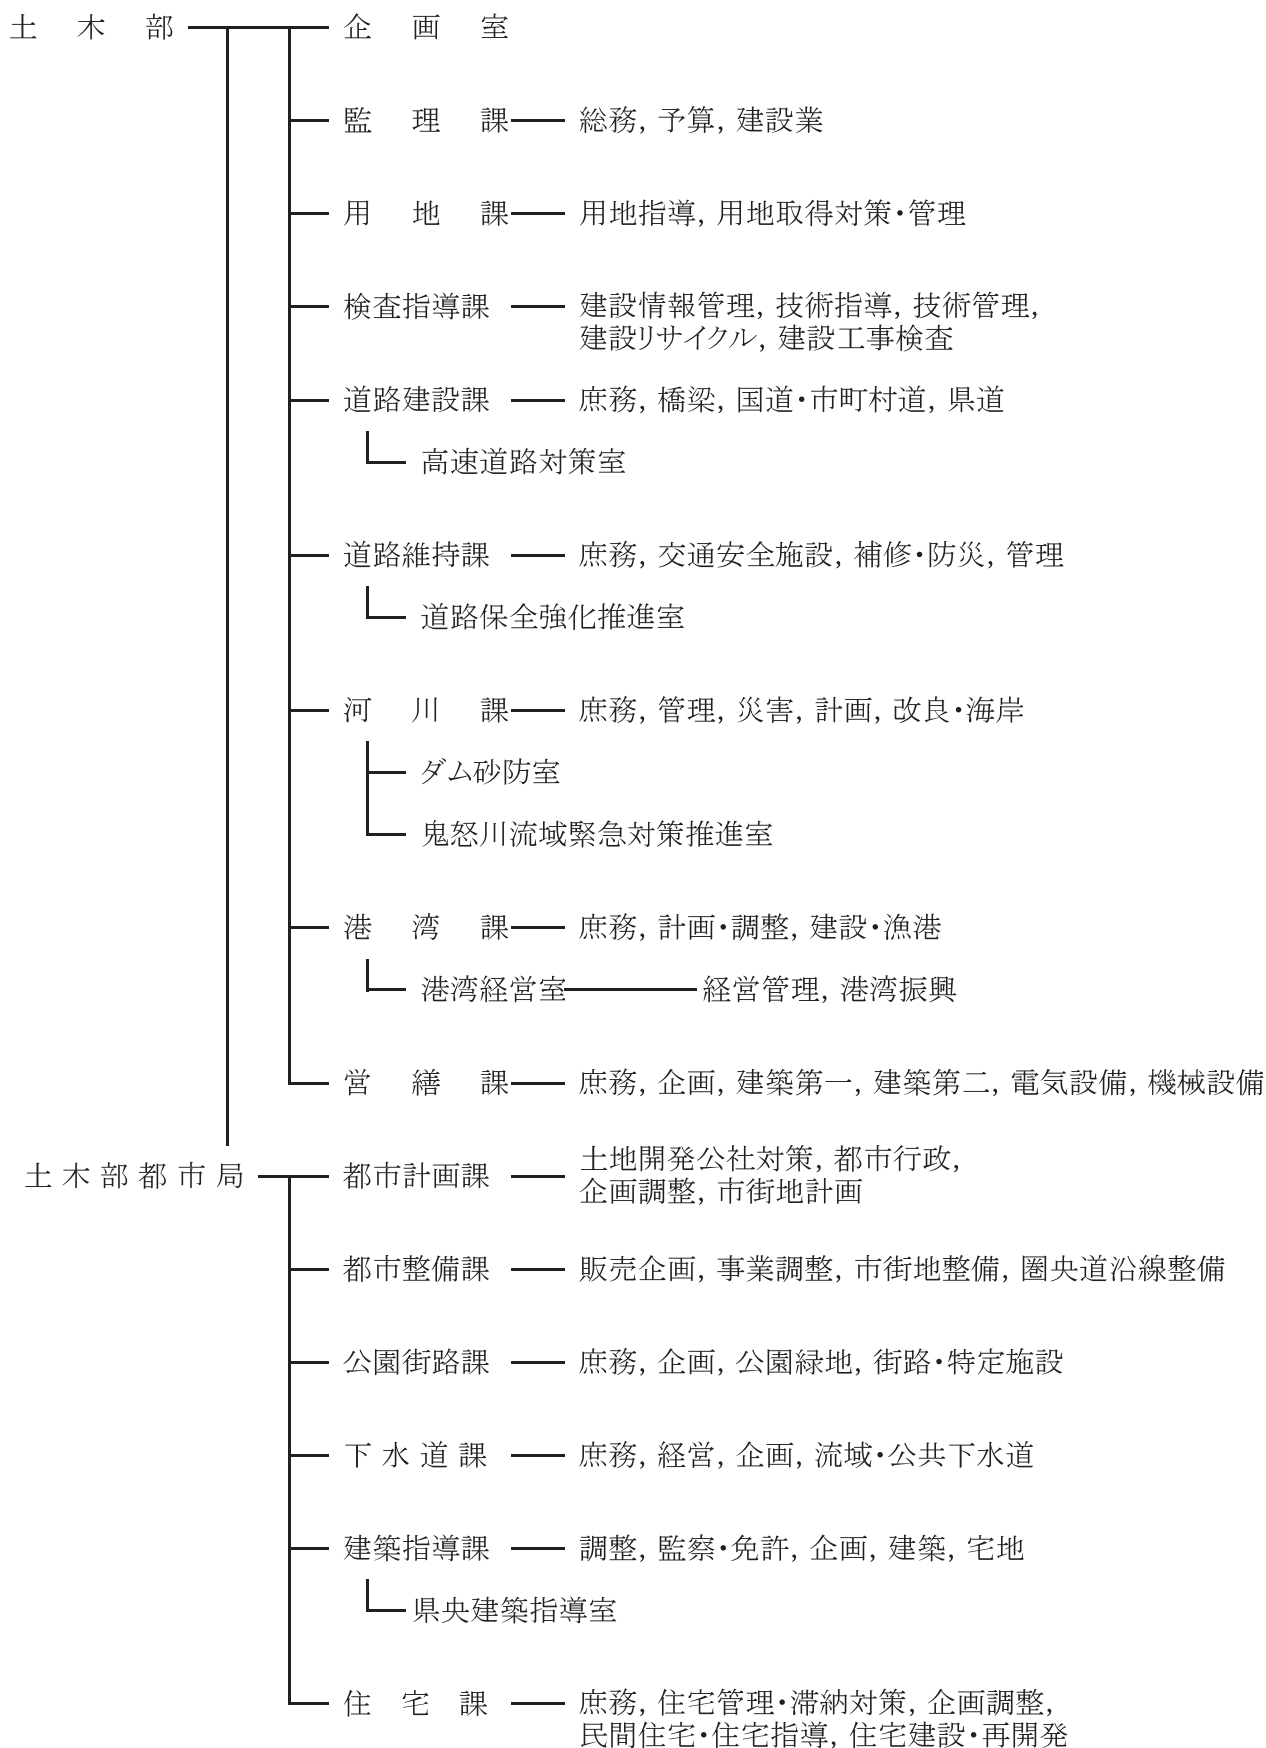 土木部 企画室
監理課 総務, 予算, 建設業
用地課 用地指導, 用地取得対策・管理
検査指導課 建設情報管理, 技術指導, 技術管理,
建設リサイクル, 建設工事検査
道路建設課 庶務, 橋梁, 国道・市町村道, 県道
高速道路対策室
道路維持課 庶務, 交通安全施設, 補修・防災, 管理
道路保全強化推進室
河川課 庶務, 管理, 災害, 計画, 改良・海岸
ダム砂防室
鬼怒川流域緊急対策推進室
港湾課 庶務, 計画・調整, 建設・漁港
港湾経営室 経営管理, 港湾振興
営繕課 庶務, 企画, 建築第一, 建築第二, 電気設備, 機械設備
土木部都市局 都市計画課 土地開発公社対策, 都市行政,
企画調整, 市街地計画
都市整備課 販売企画, 事業調整, 市街地整備, 圏央道沿線整備
公園街路課 庶務, 企画, 公園緑地, 街路・特定施設
下水道課 庶務, 経営, 企画, 流域・公共下水道
建築指導課 調整, 監察・免許, 企画, 建築, 宅地
県央建築指導室
住宅課 庶務, 住宅管理・滞納対策, 企画調整,
民間住宅・住宅指導, 住宅建設・再開発